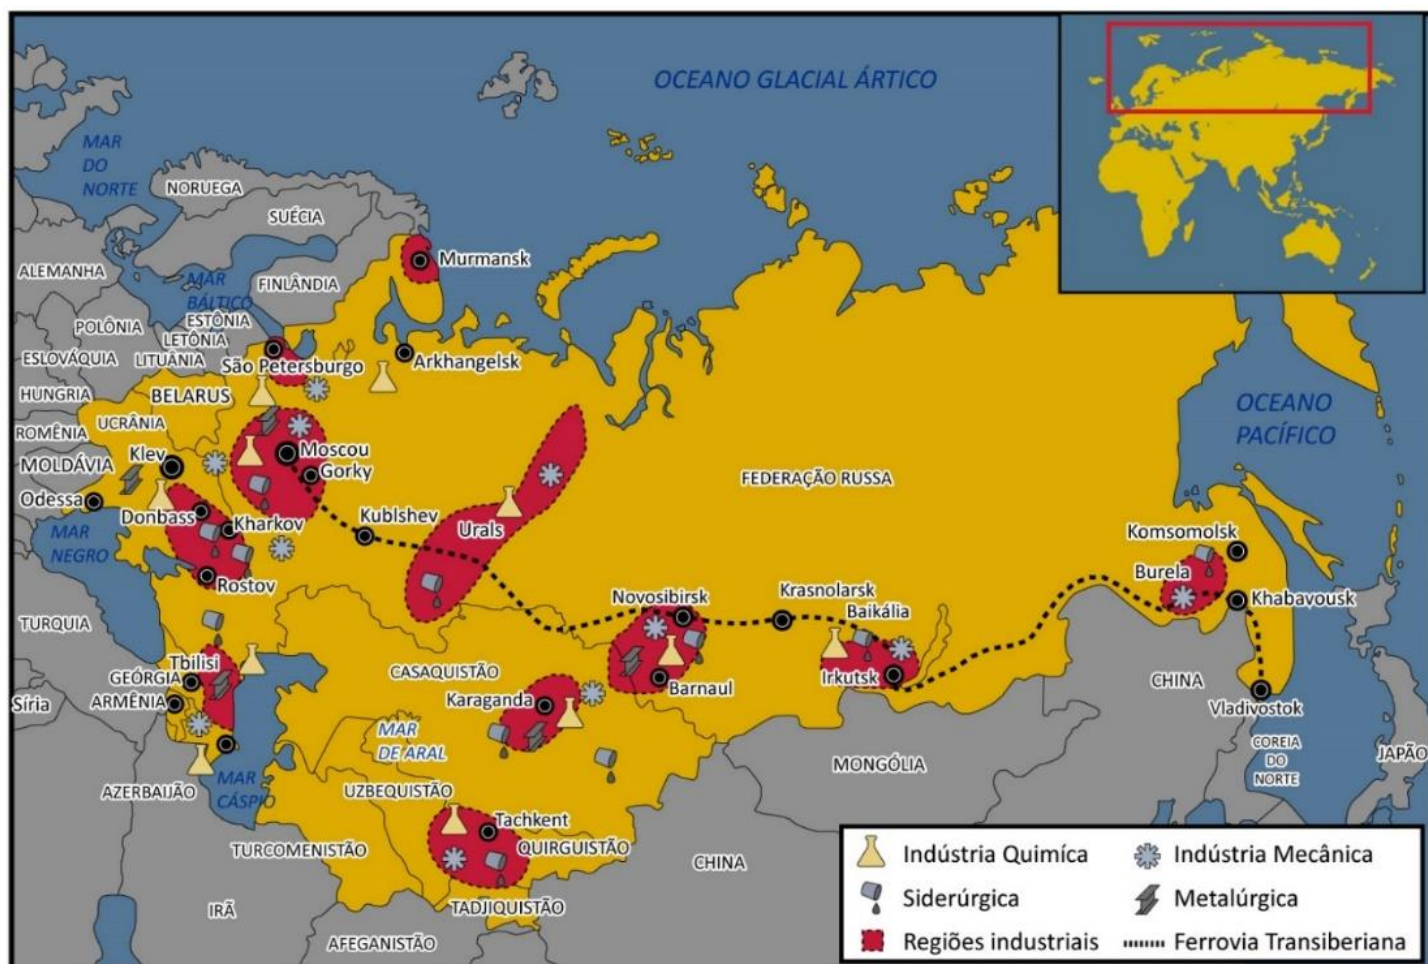 OCEANO GLACIAL ÁRTICO
MAR
DO
NORTE
NORUEGA
SUÉCIA
Murmansk
ALEMANHA
MAR
BÁLTICO
FINLÂNDIA
POLÔNIA
ESTÔNIA
LETÔNIA
LITUÂNIA
ESLOVÁQUIA
São Petersburgo
Arkhangelsk
HUNGRIA
BELARUS
OCEANO
PACÍFICO
ROMÊNIA
UCRÂNIA
MOLDÁVIA
Klev
Moscou
Gorky
FEDERAÇÃO RUSSA
Odessa
Donbass
Kharkov
Kublshev
Urals
MAR
NEGRO
Rostov
Komsomolsk
Burela
Khabavousk
Novosibirsk
Krasnolarsk
Baikália
TURQUIA
Tbilisi
GEÓRGIA
ARMÊNIA
Síria
CASAQUISTÃO
Karaganda
Barnaul
Irkutsk
CHINA
Vladivostok
MAR
DE ARAL
MONGÓLIA
COREIA
DO
NORTE
JAPÃO
AZERBAIJÃO
MAR
CÁSPIO
UZBEQUISTÃO
TURCOMENISTÃO
Tachkent
QUIRGUISTÃO
CHINA
IRÃ
TADJIQUISTÃO
AFEGANISTÃO
Indústria Quimíca
Indústria Mecânica
Siderúrgica
Metalúrgica
Regiões industriais
Ferrovia Transiberiana